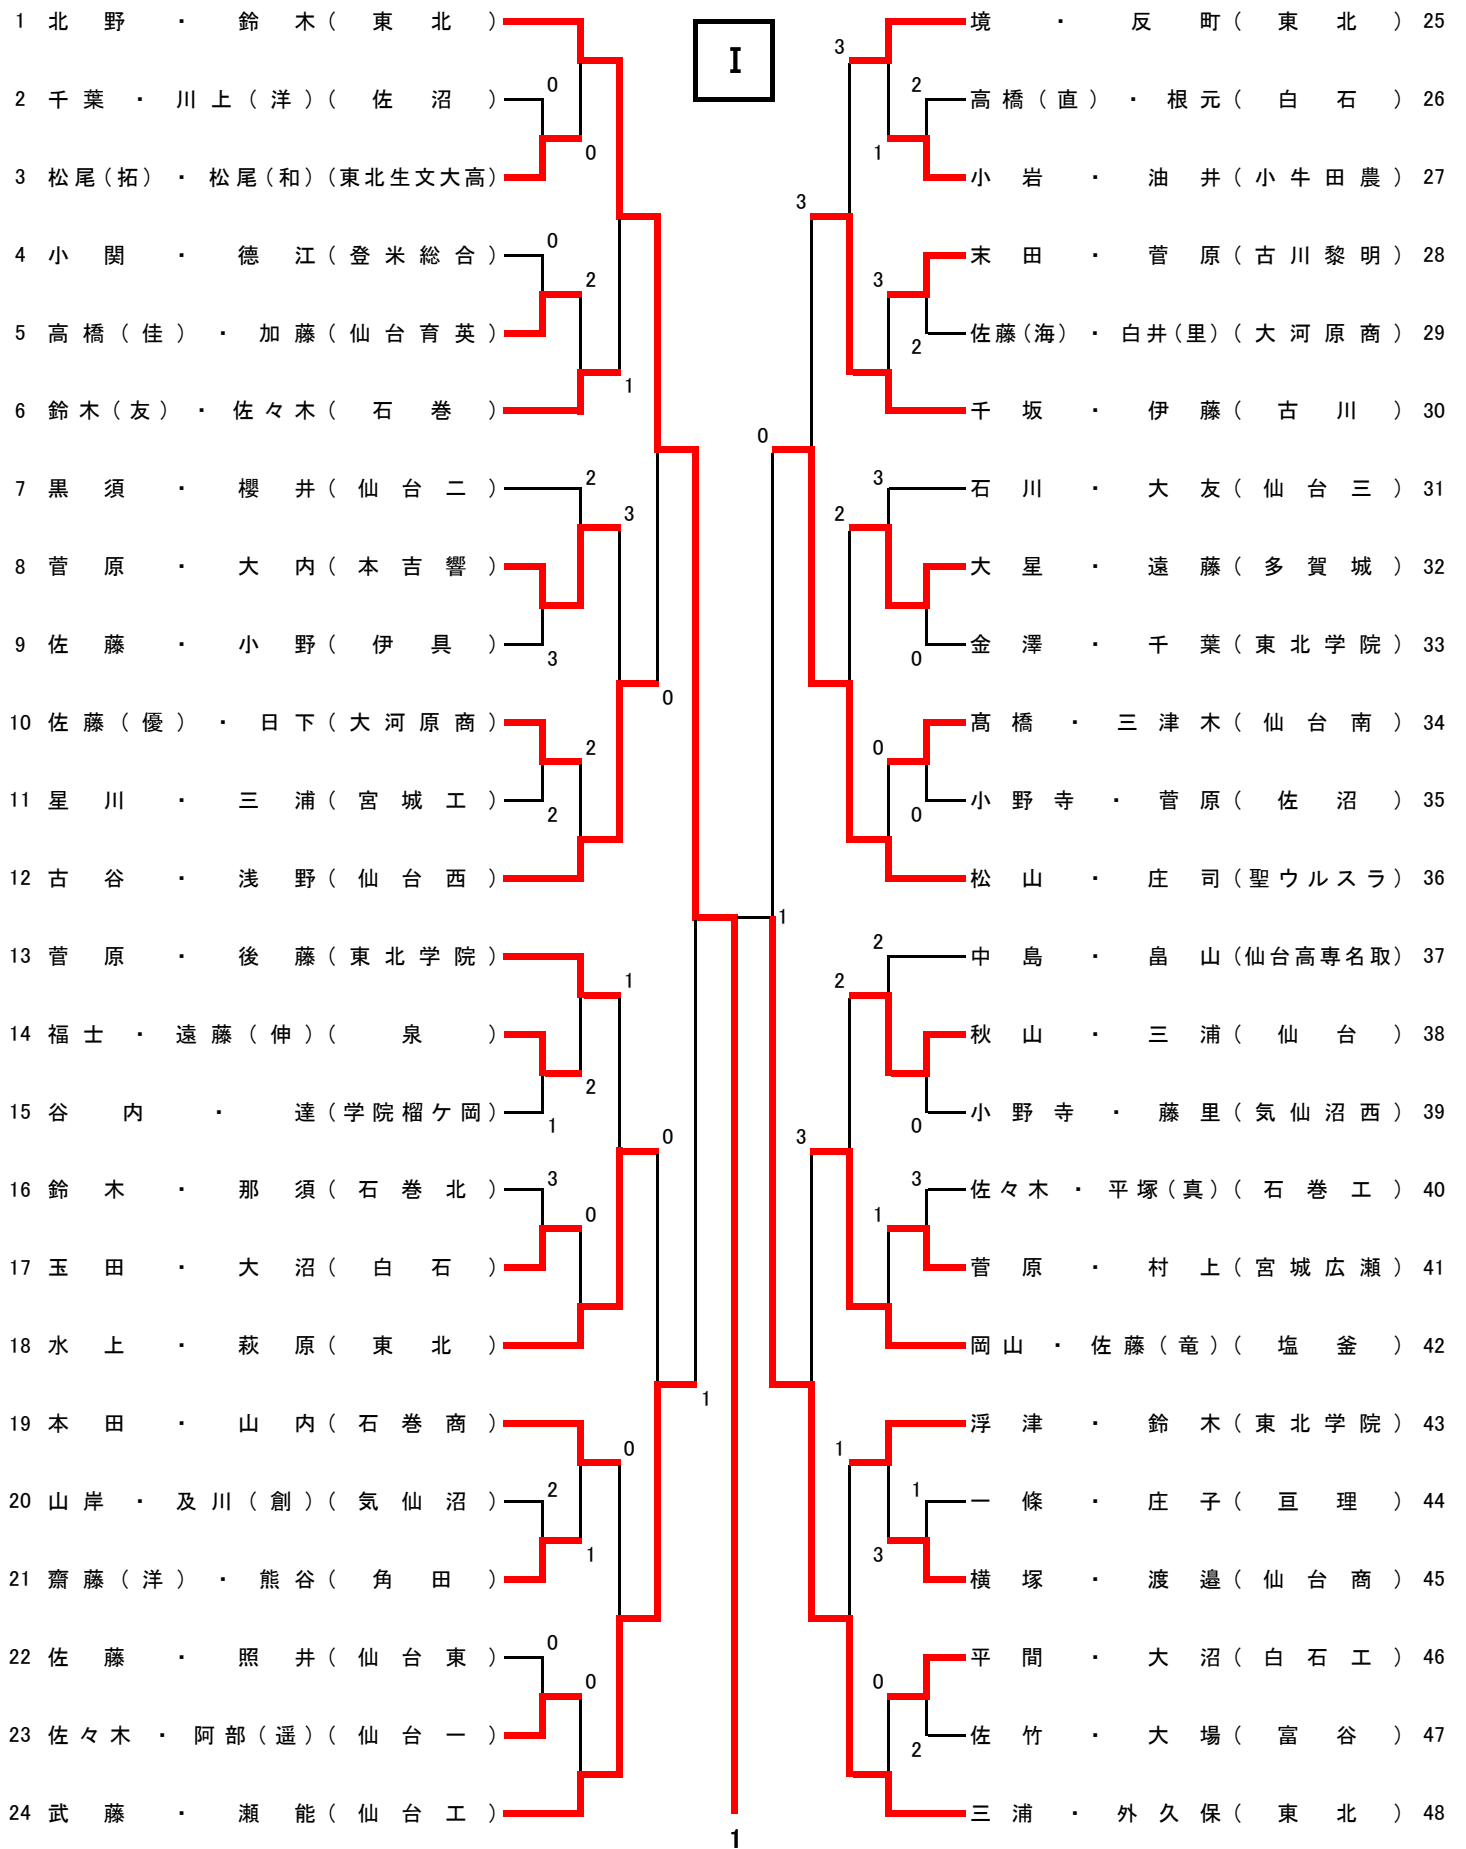 I
1 北野・鈴木(東北)
0
2 千葉・川上(洋)(佐沼)
0
3 松尾(拓)・松尾(和)(東北生文大高)
0
4 小関・德江(登米総合)
2
5 高橋(佳)・加藤(仙台育英)
1
6 鈴木(友)・佐々木(石巻)
2
7 黒須・櫻井(仙台二)
3
8 菅原・大内(本吉響)
9 佐藤・小野(伊具)
3
0
10 佐藤(優)・日下(大河原商)
2
11 星川・三浦(宮城工)
2
12 古谷・浅野(仙台西)
13 菅原・後藤(東北学院)
1
14 福士・遠藤(伸)(泉)
2
15 谷内・達(学院榴ケ岡)
1
0
3
16 鈴木・那須(石巻北)
0
17 玉田・大沼(白石)
18 水上・萩原(東北)
1
19 本田・山内(石巻商)
0
2
20 山岸・及川(創)(気仙沼)
1
21 齋藤(洋)・熊谷(角田)
0
22 佐藤・照井(仙台東)
0
23 佐々木・阿部(遥)(仙台一)
24 武藤・瀬能(仙台工)
境・反町(東北) 25
3
2
高橋(直)・根元(白石) 26
1
小岩・油井(小牛田農) 27
3
末田・菅原(古川黎明) 28
3
佐藤(海)・白井(里)(大河原商) 29
2
千坂・伊藤(古川) 30
0
3
石川・大友(仙台三) 31
2
大星・遠藤(多賀城) 32
金澤・千葉(東北学院) 33
0
髙橋・三津木(仙台南) 34
0
小野寺・菅原(佐沼) 35
0
松山・庄司(聖ウルスラ) 36
1
2
中島・畠山(仙台高専名取) 37
2
秋山・三浦(仙台) 38
小野寺・藤里(気仙沼西) 39
0
3
3
佐々木・平塚(真)(石巻工) 40
1
菅原・村上(宮城広瀬) 41
岡山・佐藤(竜)(塩釜) 42
浮津・鈴木(東北学院) 43
1
1
一條・庄子(亘理) 44
3
横塚・渡邉(仙台商) 45
平間・大沼(白石工) 46
0
佐竹・大場(富谷) 47
2
三浦・外久保(東北) 48
1